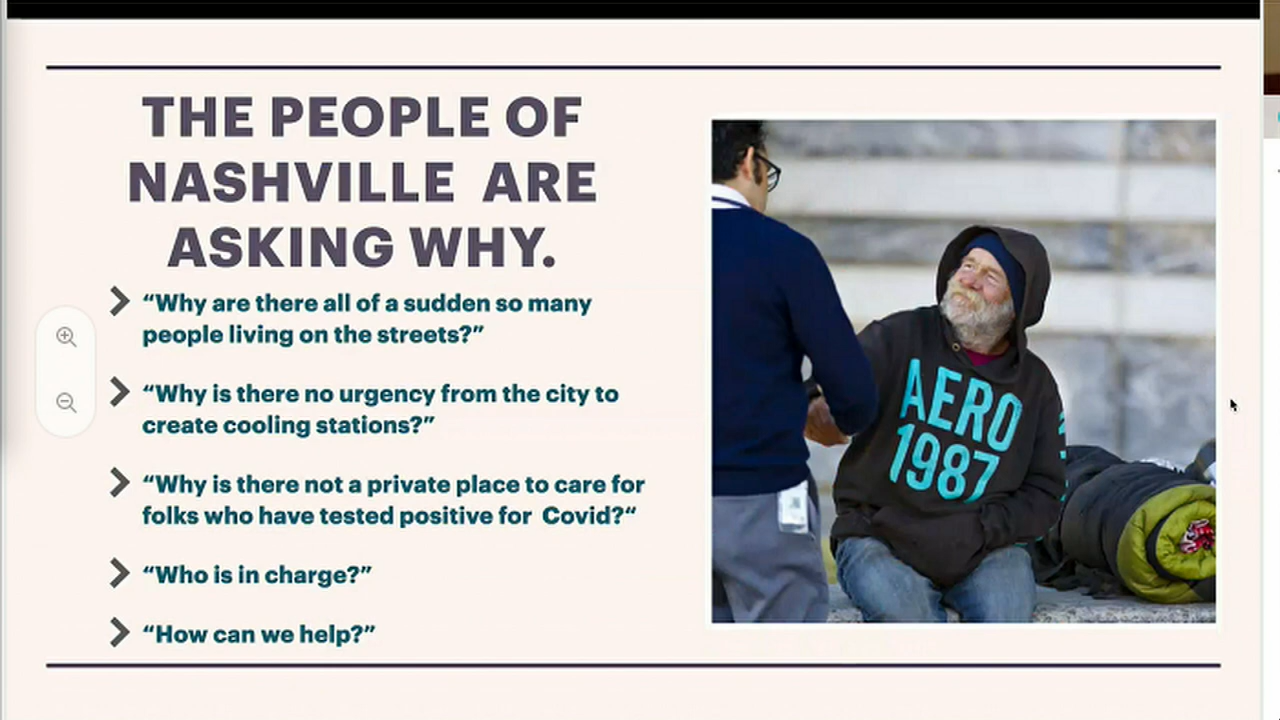 THE PEOPLE OF
NASHVILLE ARE
ASKING WHY.
“Why are there all of a sudden so many
people living on the streets?”
“Why is there no urgency from the city to
create cooling stations?”
“Why is there not a private place to care for
folks who have tested positive for Covid?“
“Who is in charge?”
“How can we help?”
AERO
1987